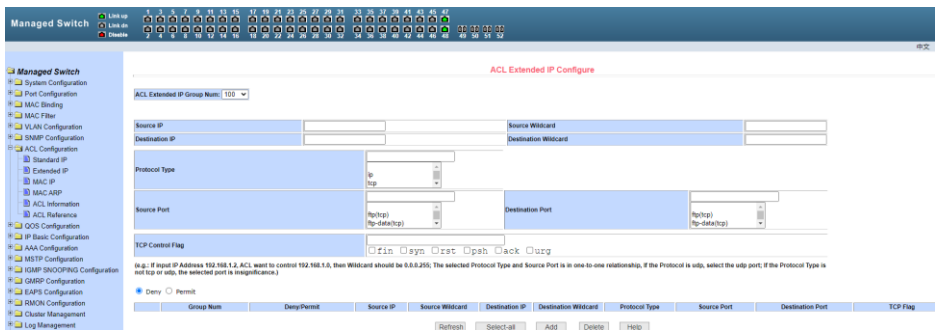 Managed Switch
Link up
Link dn
Disable
1 3 5 7 9 11 13 15 17 19 21 23 25 27 29 31 33 35 37 39 41 43 45 47
2 4 6 8 10 12 14 16 18 20 22 24 26 28 30 32 34 36 38 40 42 44 46 48 49 50 51 52
中文
Managed Switch
System Configuration
Port Configuration
MAC Binding
MAC Filter
VLAN Configuration
SNMP Configuration
ACL Configuration
Standard IP
Extended IP
MAC IP
MAC ARP
ACL Information
ACL Reference
QOS Configuration
IP Basic Configuration
AAA Configuration
MSTP Configuration
IGMP SNOOPING Configuration
GMRP Configuration
EAPS Configuration
RMON Configuration
Cluster Management
Log Management
ACL Extended IP Configure
ACL Extended IP Group Num: 100
Source IP Source Wildcard
Destination IP Destination Wildcard
Protocol Type
ip
tcp
Source Port
ftp(tcp)
ftp-data(tcp)
Destination Port
ftp(tcp)
ftp-data(tcp)
TCP Control Flag
fin syn rst psh ack urg
(e.g.: If input IP Address 192.168.1.2, ACL want to control 192.168.1.0, then Wildcard should be 0.0.0.255; The selected Protocol Type and Source Port is in one-to-one relationship, If the Protocol is udp, select the udp port; If the Protocol Type is
not tcp or udp, the selected port is insignificance.)
Deny Permit
Group Num Deny/Permit Source IP Source Wildcard Destination IP Destination Wildcard Protocol Type Source Port Destination Port TCP Flag
Refresh Select-all Add Delete Help